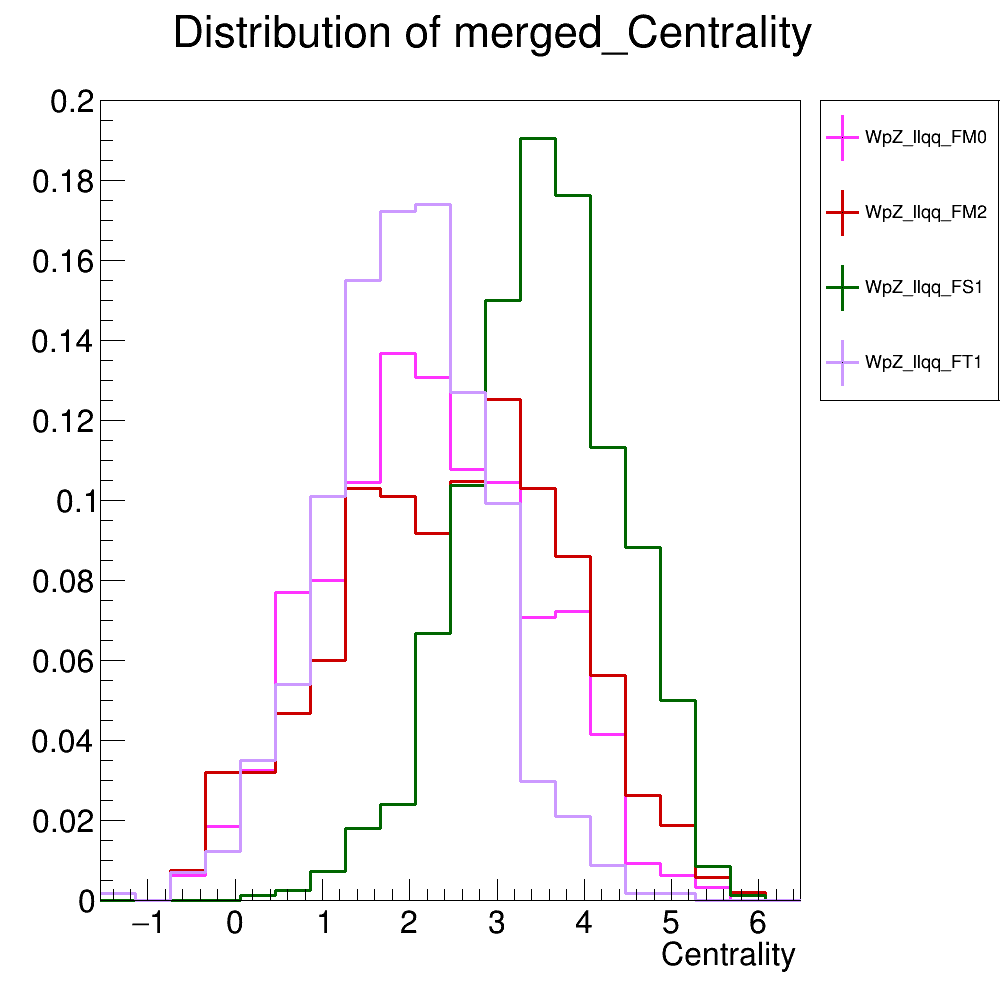 Distribution of merged_Centrality
0.2
0.18
0.16
0.14
0.12
0.1
0.08
0.06
0.04
0.02
0
−1 0 1 2 3 4 5 6
Centrality
WpZ_llqq_FM0
WpZ_llqq_FM2
WpZ_llqq_FS1
WpZ_llqq_FT1